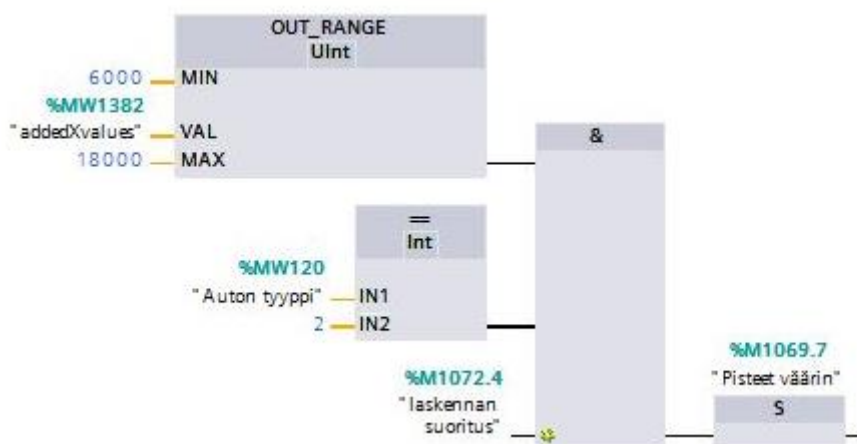 OUT_RANGE
UInt
6000 MIN
%MW1382
"addedXvalues" VAL
18000 MAX
&
==
Int
%MW120
"Auton tyyppi" IN1
2 IN2
%M1072.4
"laskennan
suoritus"
%M1069.7
"Pisteet väärin"
S